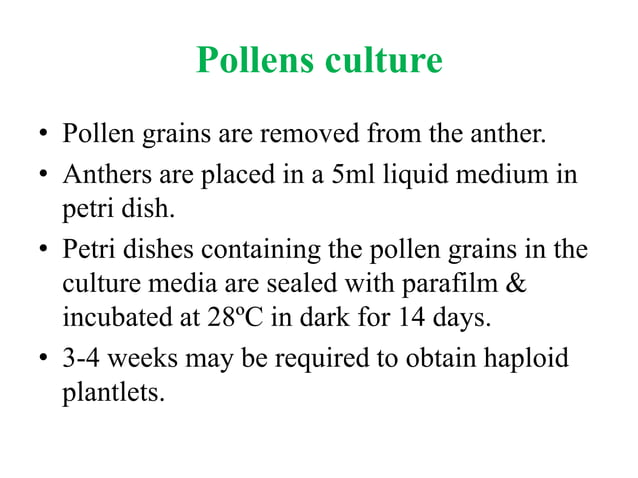 Pollens culture
• Pollen grains are removed from the anther.
• Anthers are placed in a 5ml liquid medium in
petri dish.
• Petri dishes containing the pollen grains in the
culture media are sealed with parafilm &
incubated at 28ºC in dark for 14 days.
• 3-4 weeks may be required to obtain haploid
plantlets.